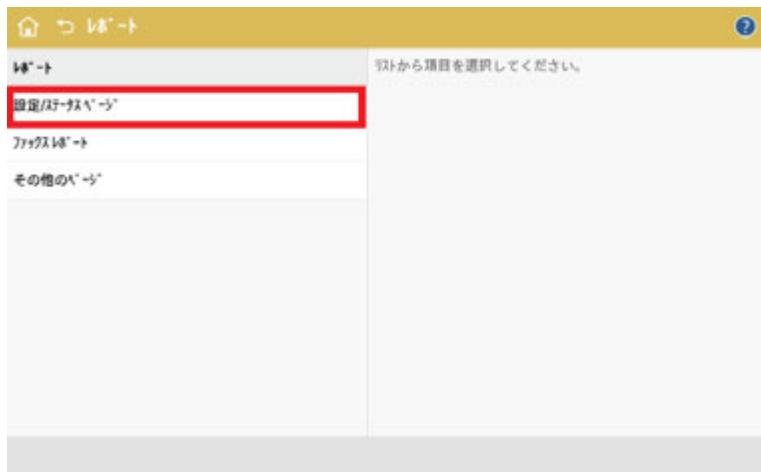 ﾚﾎﾟｰﾄ
ﾚﾎﾟｰﾄ
設定/ｽﾃｰﾀｽ ﾍﾟｰｼﾞ
ﾌｧｯｸｽ ﾚﾎﾟｰﾄ
その他のﾍﾟｰｼﾞ
ﾘｽﾄから項目を選択してください。